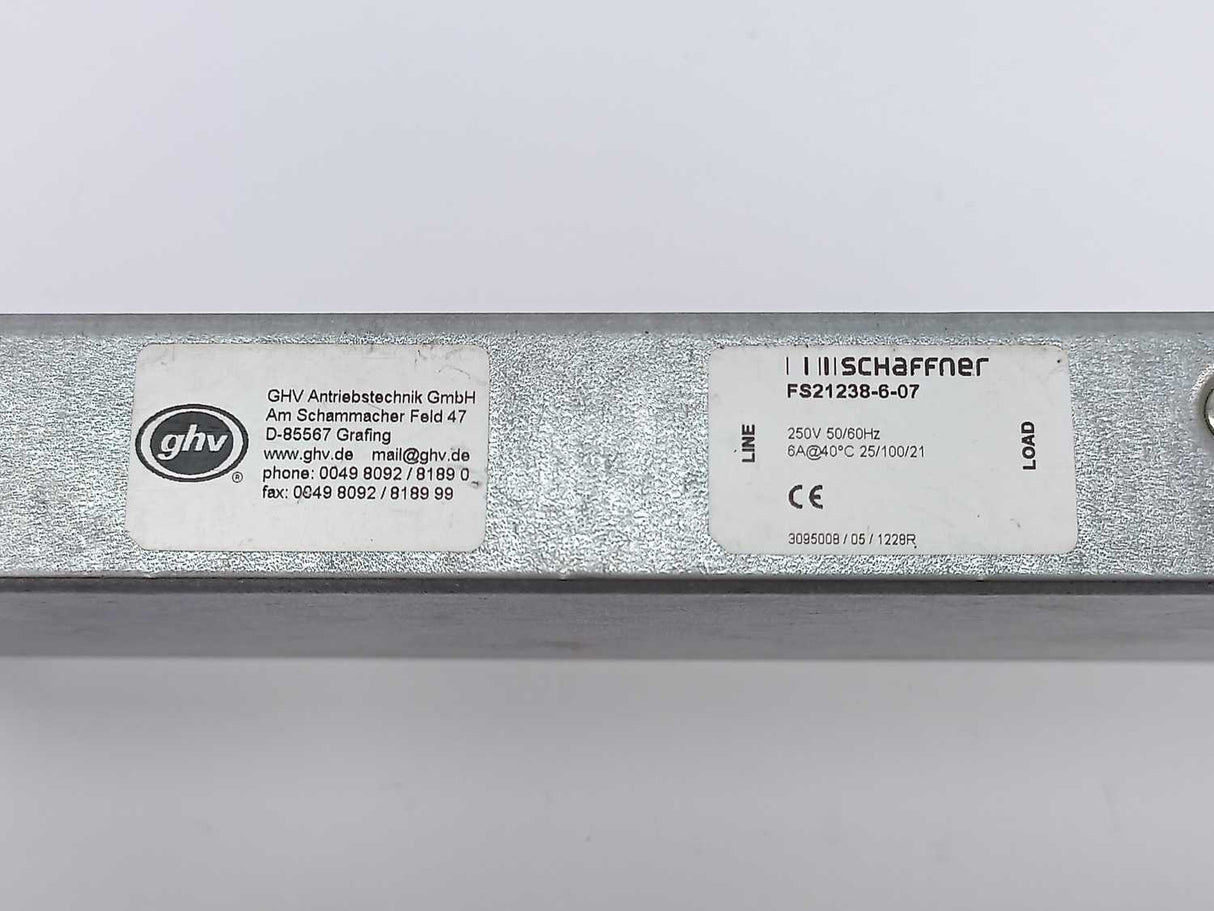 ghv
®
GHV Antriebstechnik GmbH
Am Schammacher Feld 47
D-85567 Grafing
www.ghv.de mail@ghv.de
phone: 0049 8092 / 8189 0
fax: 0049 8092 / 8189 99
SCHAFFNER
FS21238-6-07
LINE
250V 50/60Hz
6A@40°C 25/100/21
LOAD
CE
3095008 / 05 / 1228R